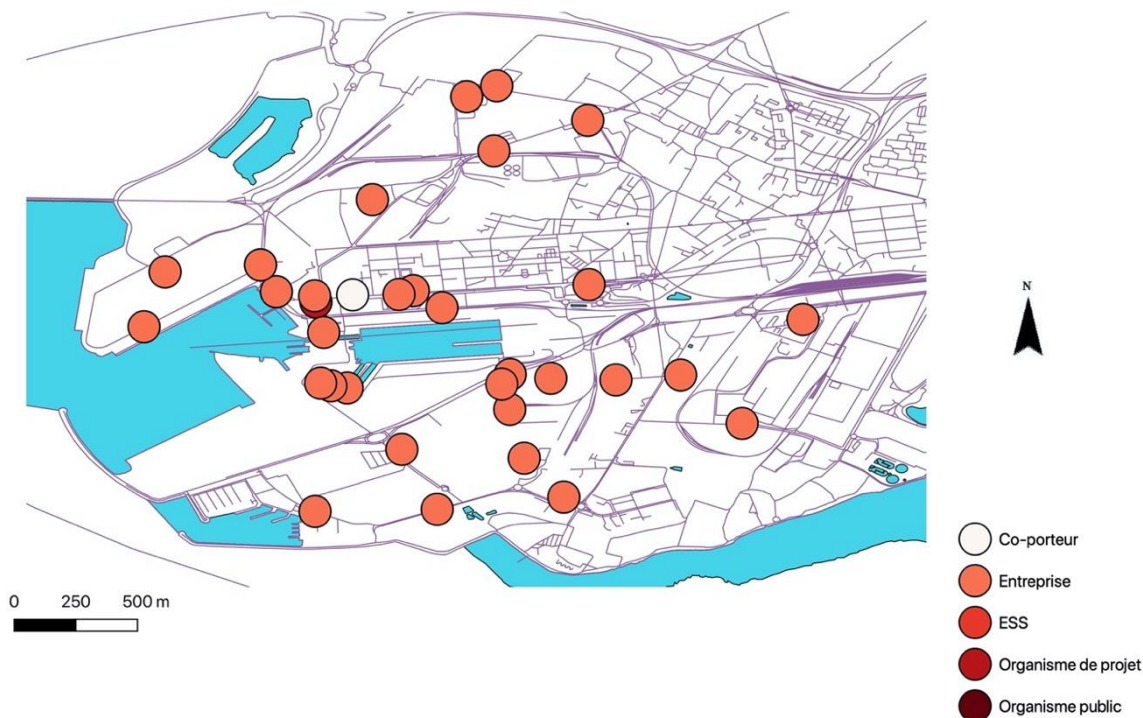 N
0 250 500 m
Co-porteur
Entreprise
ESS
Organisme de projet
Organisme public